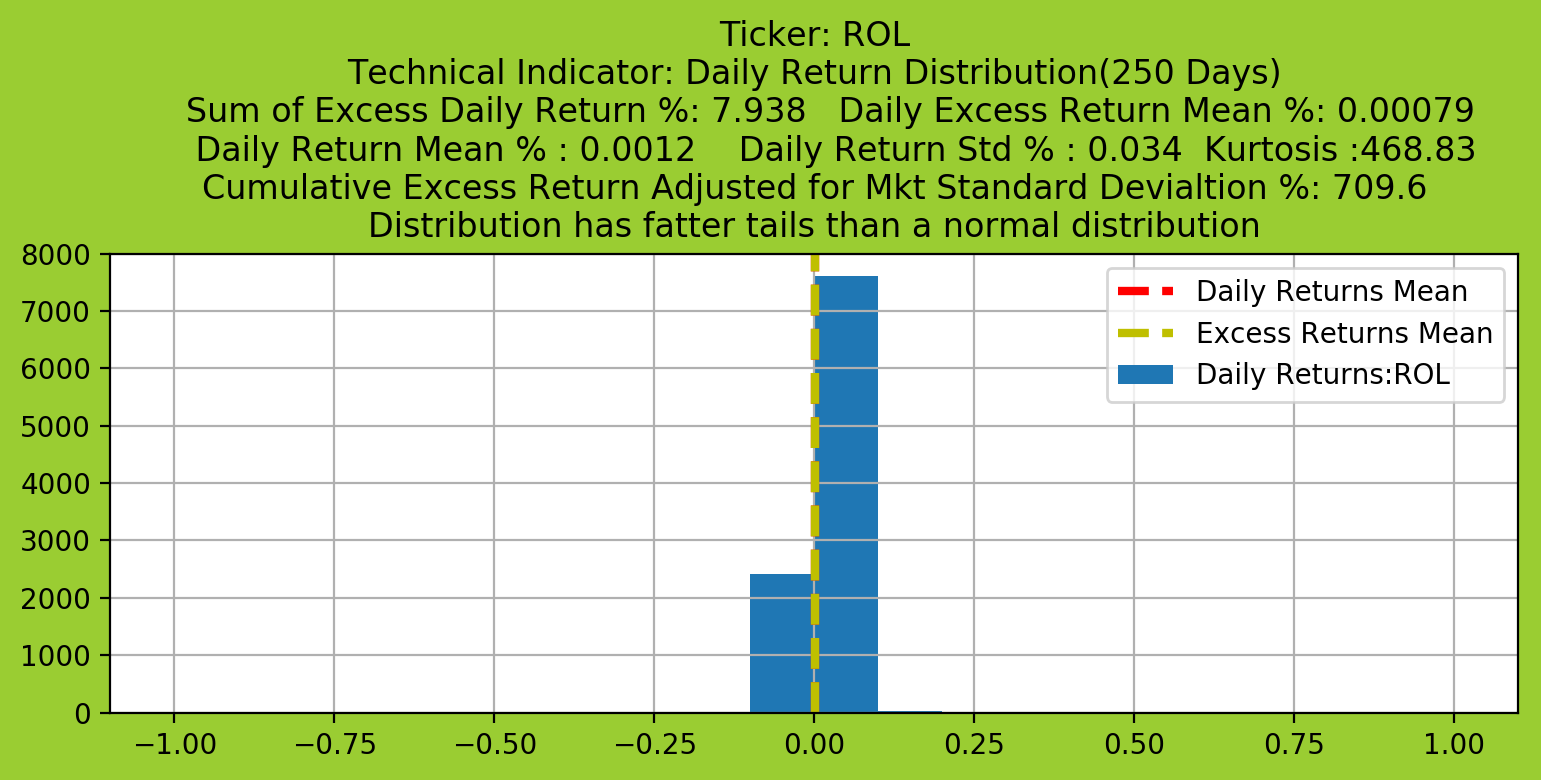 Ticker: ROL
Technical Indicator: Daily Return Distribution(250 Days)
Sum of Excess Daily Return %: 7.938   Daily Excess Return Mean %: 0.00079
Daily Return Mean % : 0.0012    Daily Return Std % : 0.034  Kurtosis :468.83
Cumulative Excess Return Adjusted for Mkt Standard Devialtion %: 709.6
Distribution has fatter tails than a normal distribution
8000
7000
6000
5000
4000
3000
2000
1000
0
Daily Returns Mean
Excess Returns Mean
Daily Returns:ROL
−1.00 −0.75 −0.50 −0.25 0.00 0.25 0.50 0.75 1.00